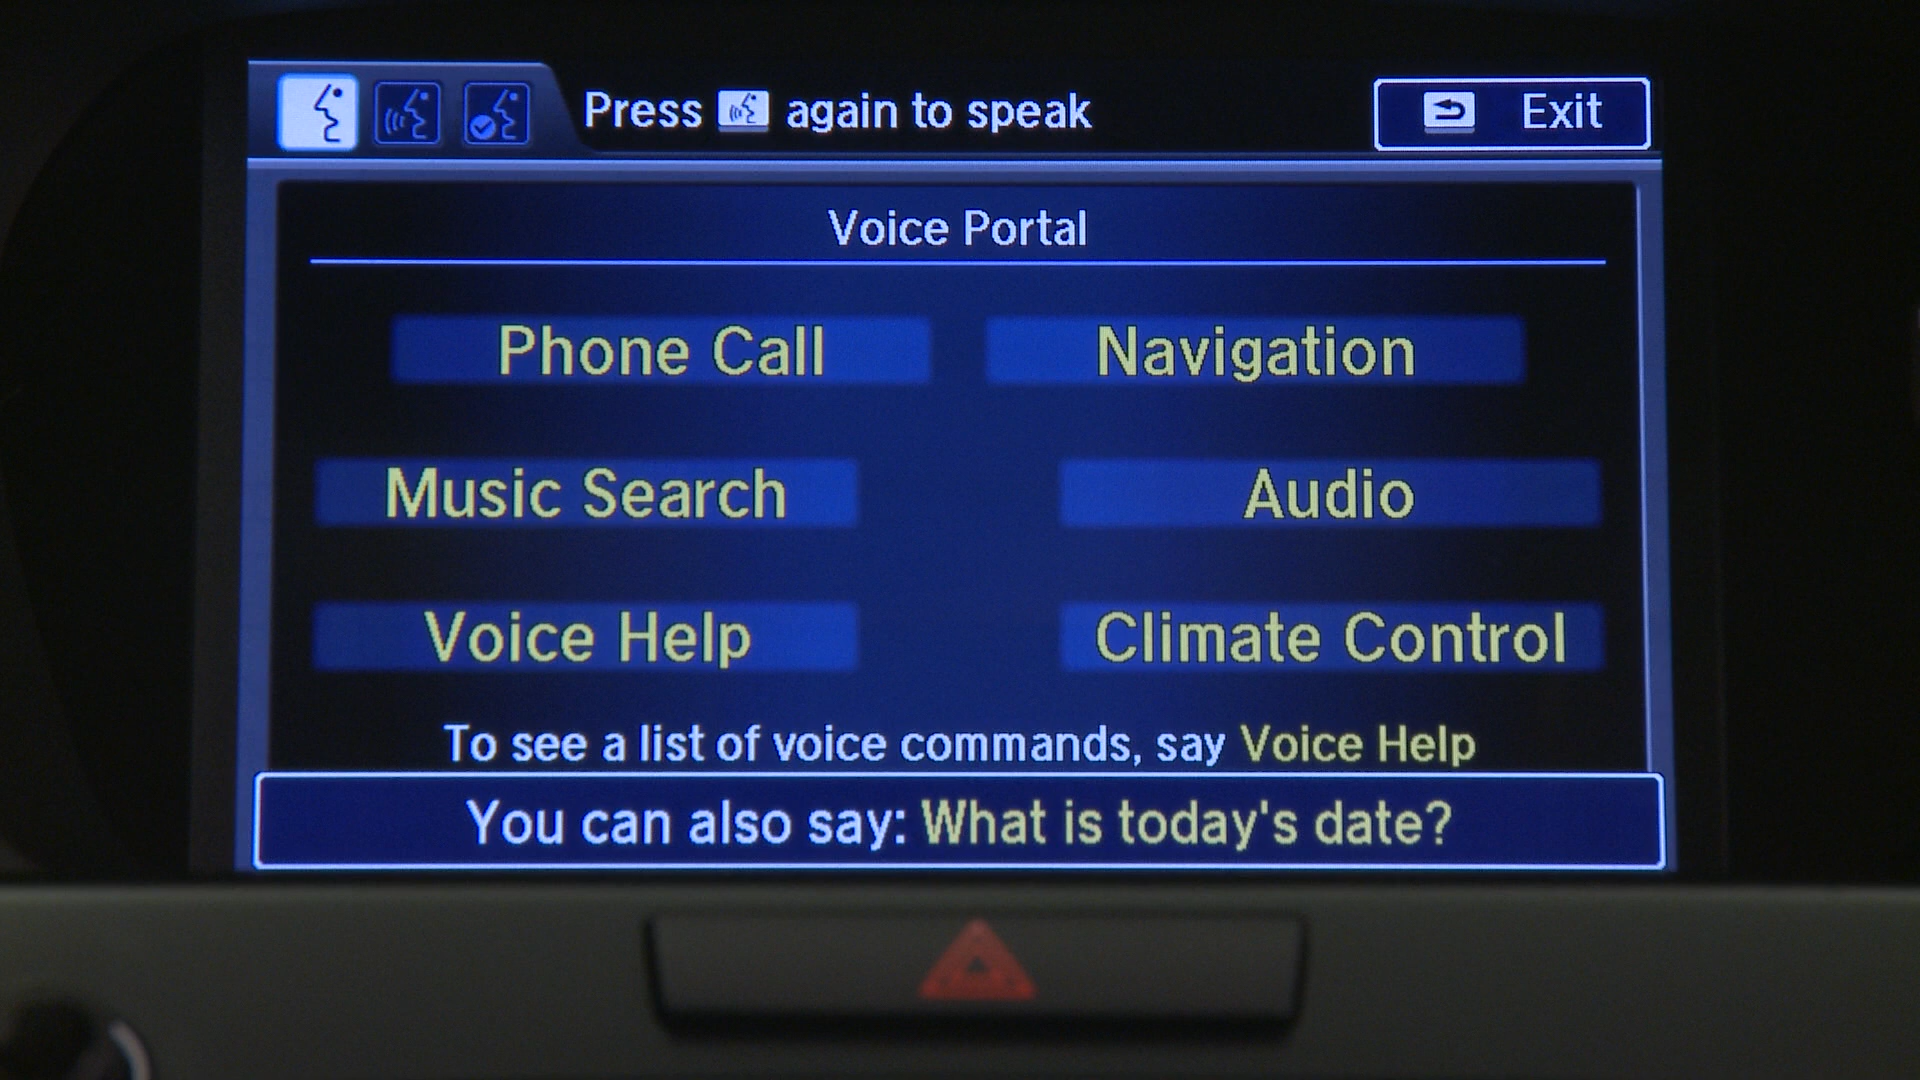 Press again to speak
Exit
Voice Portal
Phone Call
Navigation
Music Search
Audio
Voice Help
Climate Control
To see a list of voice commands, say Voice Help
You can also say: What is today's date?